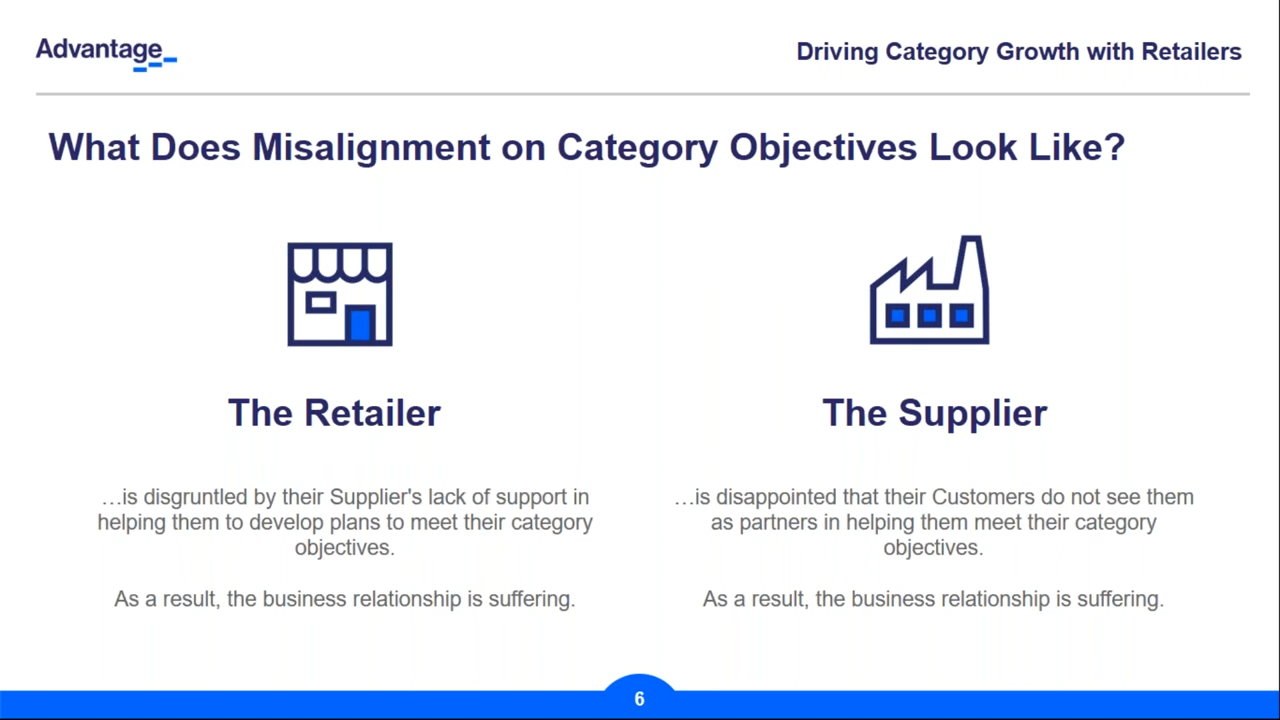 Advantage
Driving Category Growth with Retailers
What Does Misalignment on Category Objectives Look Like?
The Retailer
…is disgruntled by their Supplier's lack of support in
helping them to develop plans to meet their category
objectives.
As a result, the business relationship is suffering.
The Supplier
…is disappointed that their Customers do not see them
as partners in helping them meet their category
objectives.
As a result, the business relationship is suffering.
6